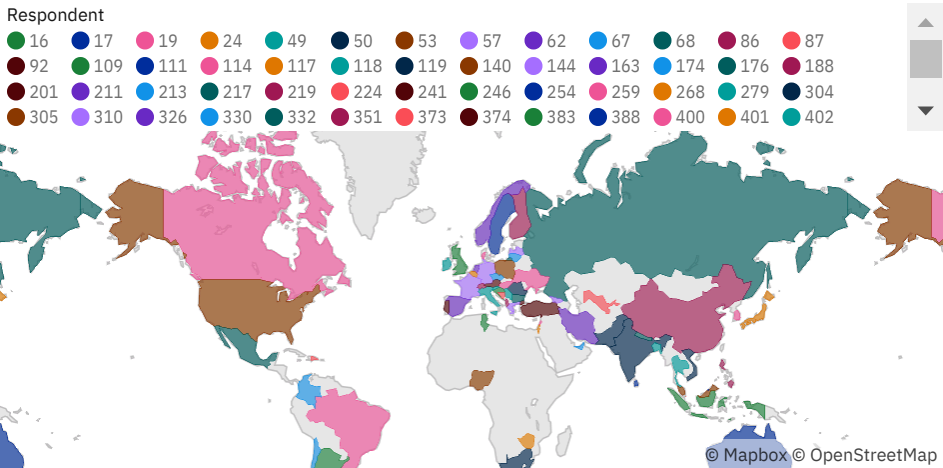 Respondent
16 17 19 24 49 50 53 57 62 67 68 86 87
92 109 111 114 117 118 119 140 144 163 174 176 188
201 211 213 217 219 224 241 246 254 259 268 279 304
305 310 326 330 332 351 373 374 383 388 400 401 402
© Mapbox © OpenStreetMap